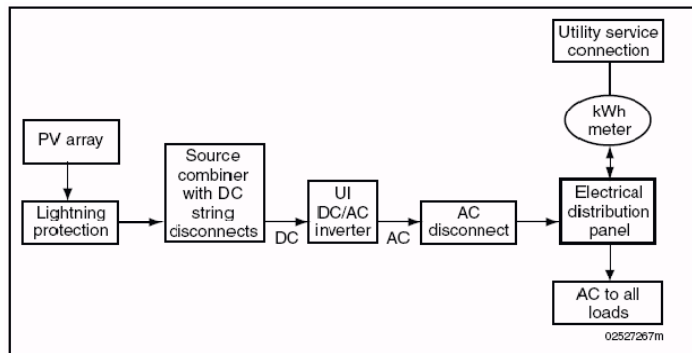 Utility service
connection
kWh
meter
PV array
Lightning
protection
Source
combiner
with DC
string
disconnects
DC
UI
DC/AC
inverter
AC
AC
disconnect
Electrical
distribution
panel
AC to all
loads
02527267m